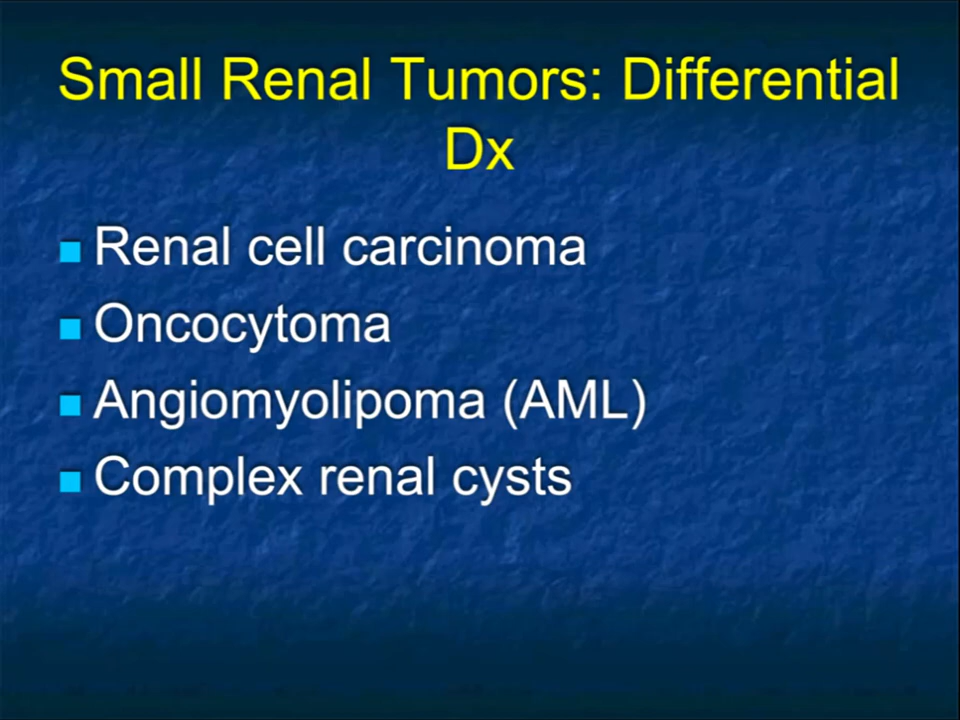 Small Renal Tumors: Differential
Dx
Renal cell carcinoma
Oncocytoma
Angiomyolipoma (AML)
Complex renal cysts